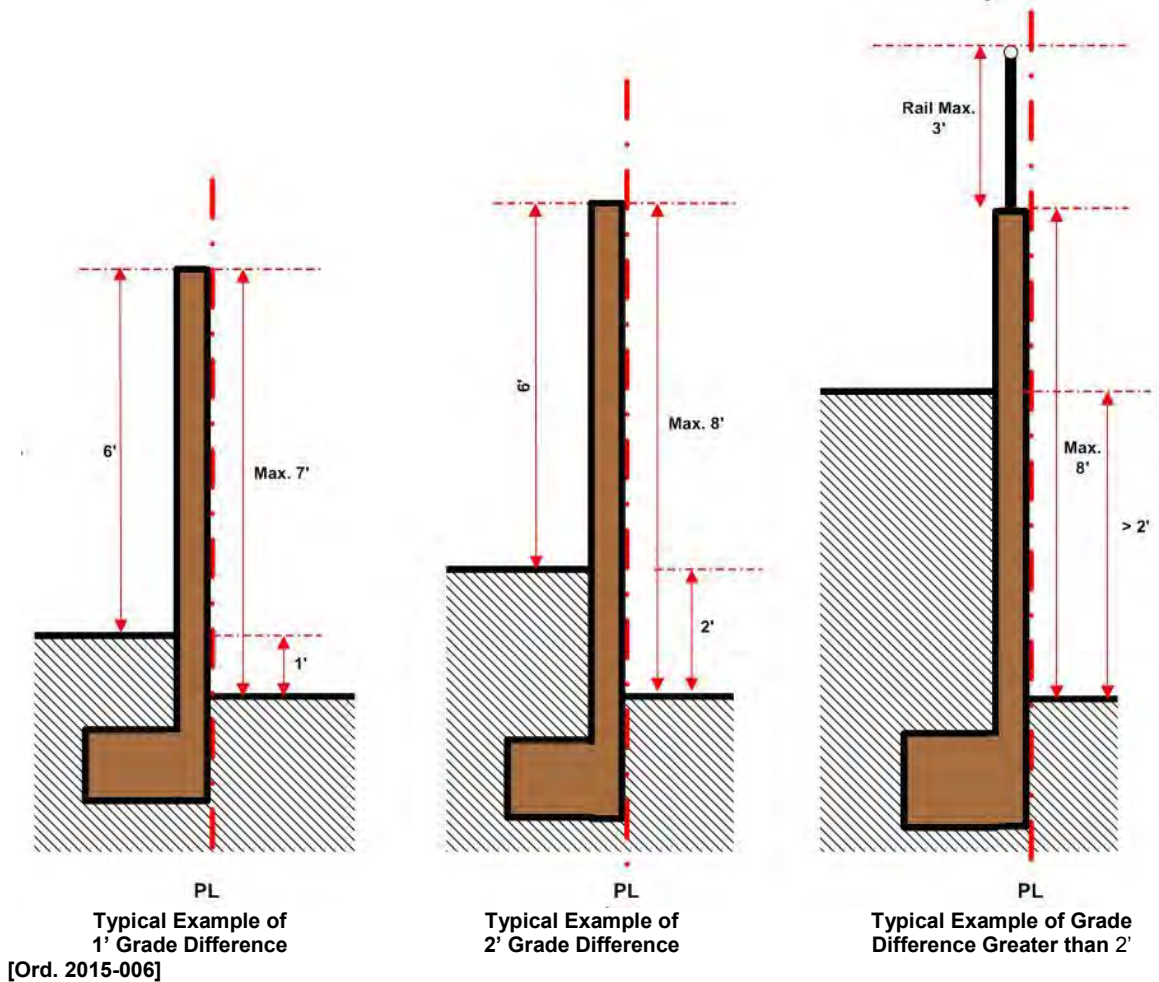 Rail Max.
3'
6'
Max. 7'
1'
6'
Max. 8'
2'
Max.
8'
> 2'
PL
Typical Example of
1’ Grade Difference
PL
Typical Example of
2’ Grade Difference
PL
Typical Example of Grade
Difference Greater than 2’
[Ord. 2015-006]